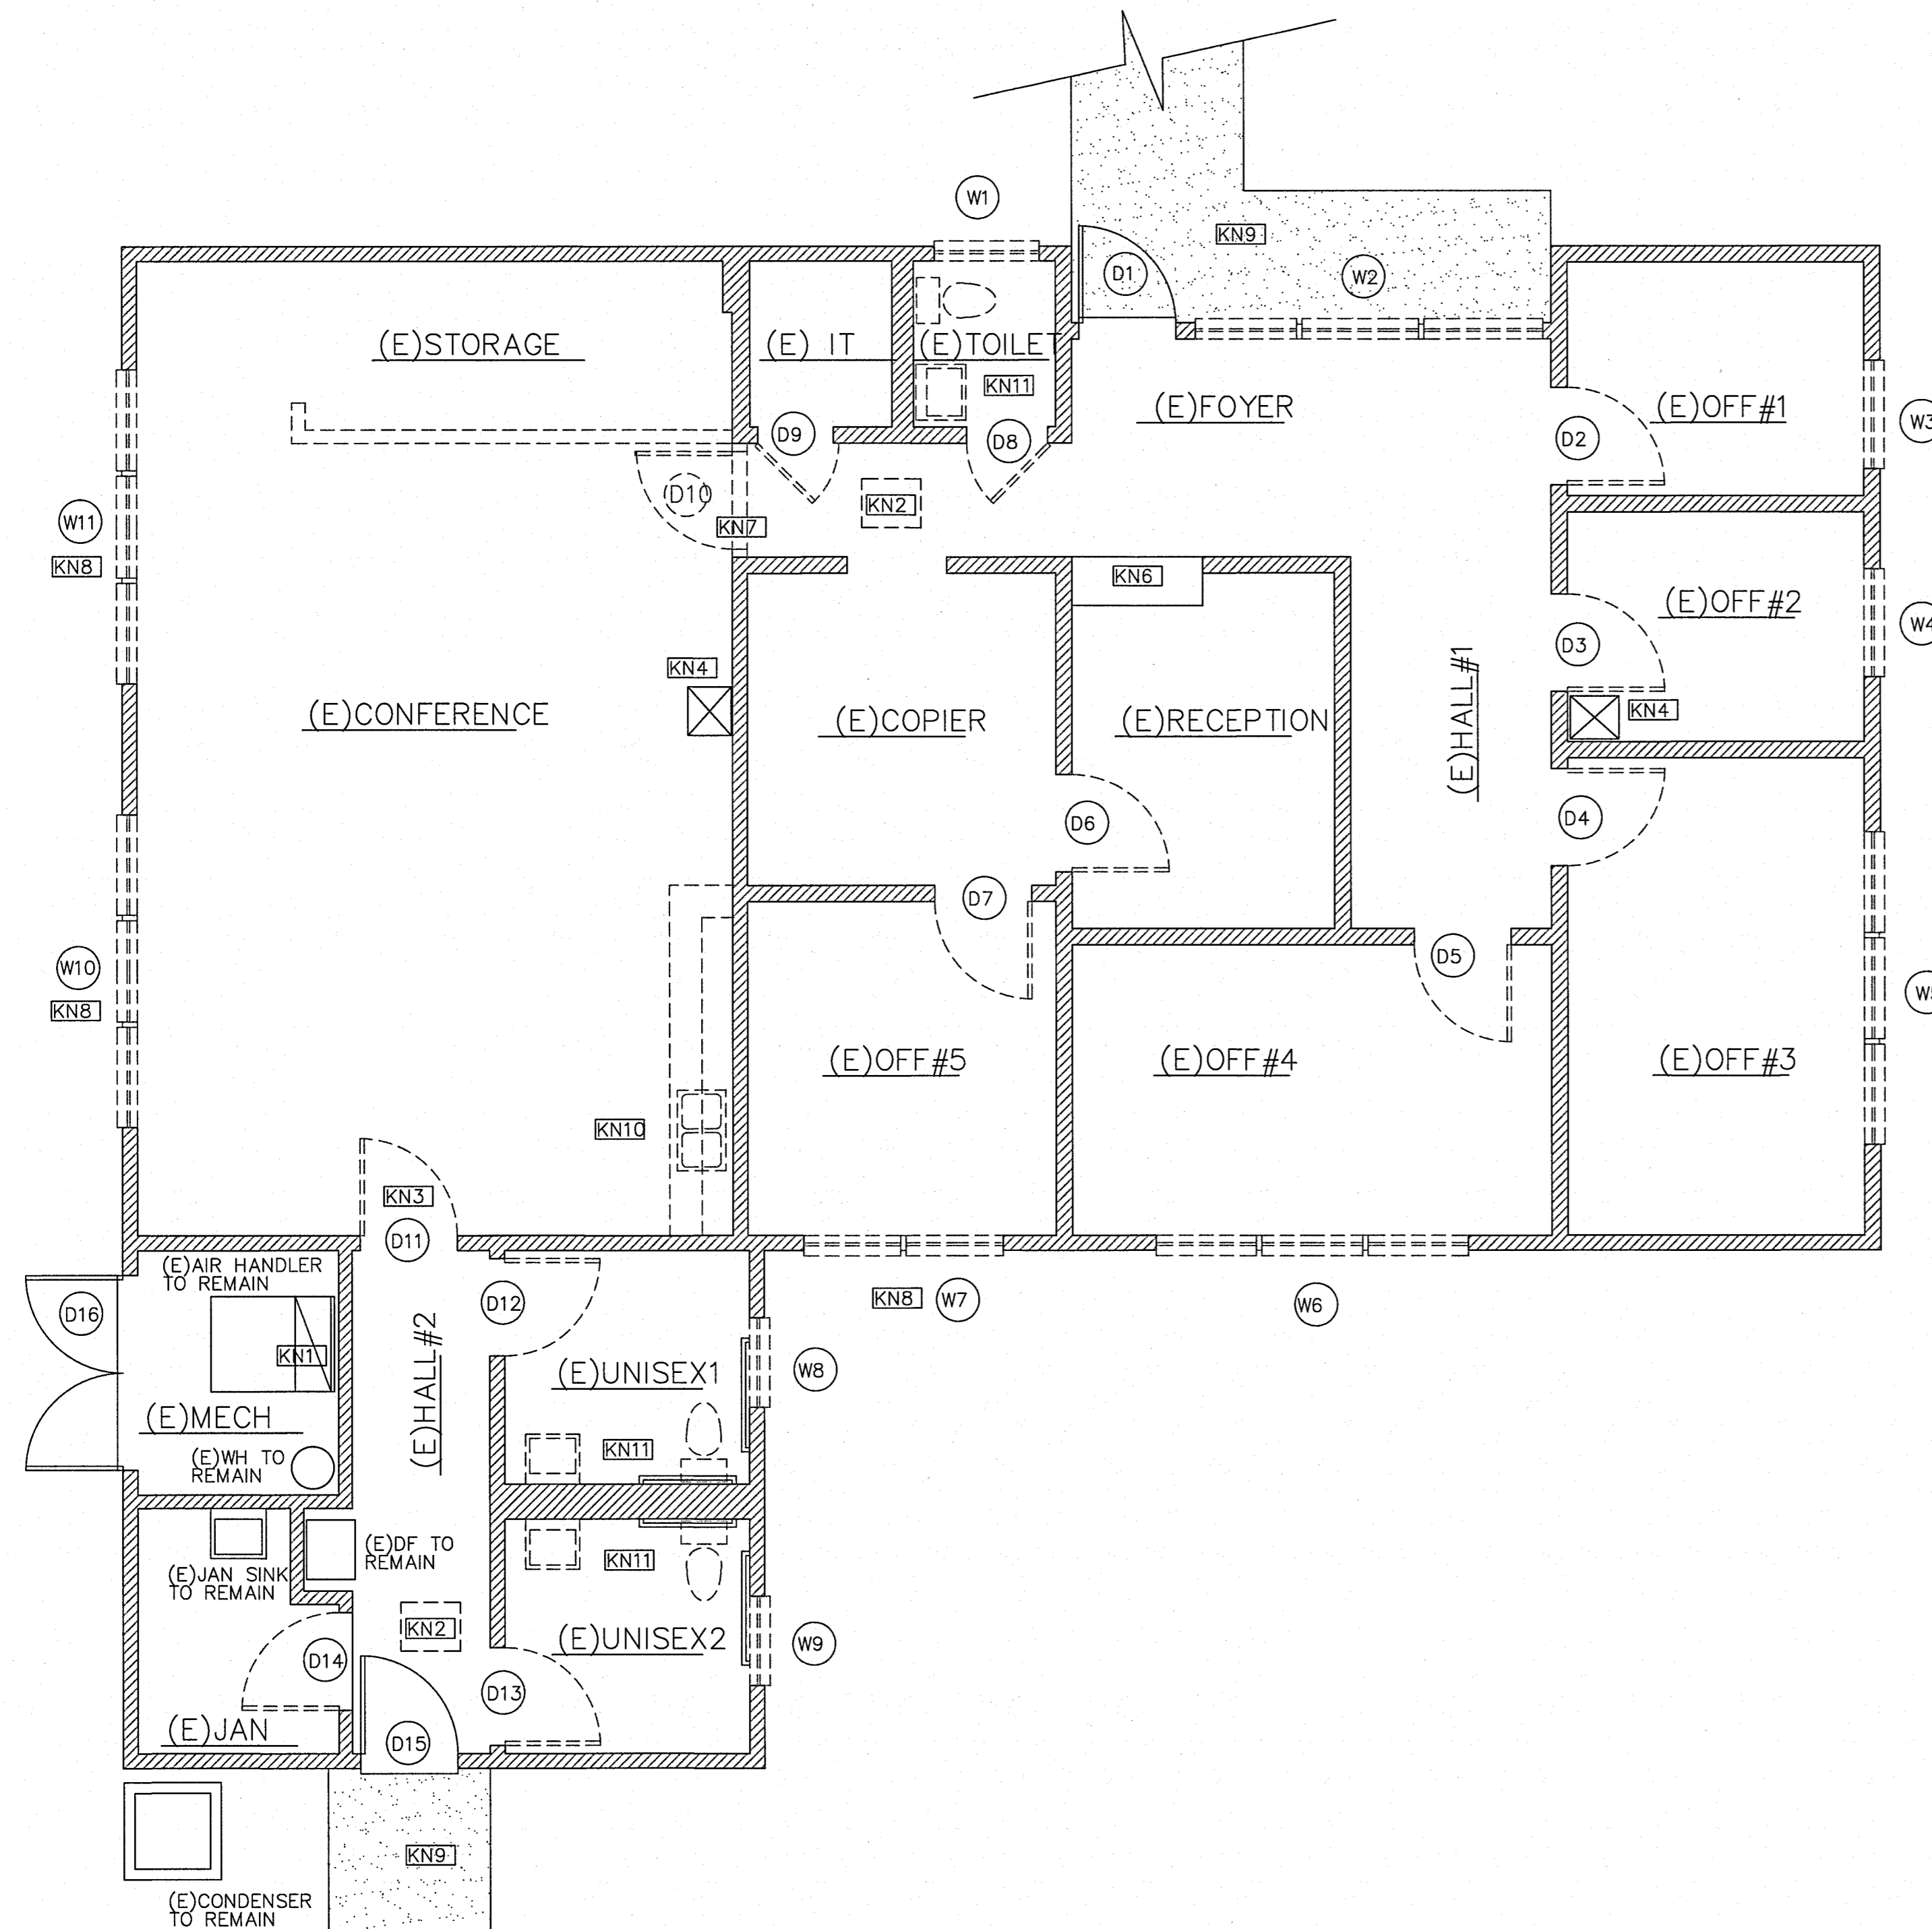 W1
KN9
D1
W2
(E)STORAGE
(E) IT
(E)TOILET
KN11
(E)FOYER
(E)OFF#1
W3
D9
D8
D2
D10
KN2
KN7
W11
KN8
KN6
(E)OFF#2
W4
D3
KN4
KN4
(E)CONFERENCE
(E)COPIER
(E)RECEPTION
(E)HALL#1
D6
D4
D7
D5
W10
KN8
(E)OFF#5
(E)OFF#4
(E)OFF#3
KN10
KN3
D11
(E)AIR HANDLER
TO REMAIN
D16
KN1
D12
KN8
W7
W6
(E)HALL#2
(E)UNISEX1
W8
(E)MECH
(E)WH TO
REMAIN
KN11
(E)DF TO
REMAIN
KN11
(E)JAN SINK
TO REMAIN
KN2
(E)UNISEX2
W9
D14
D13
(E)JAN
D15
KN9
(E)CONDENSER
TO REMAIN